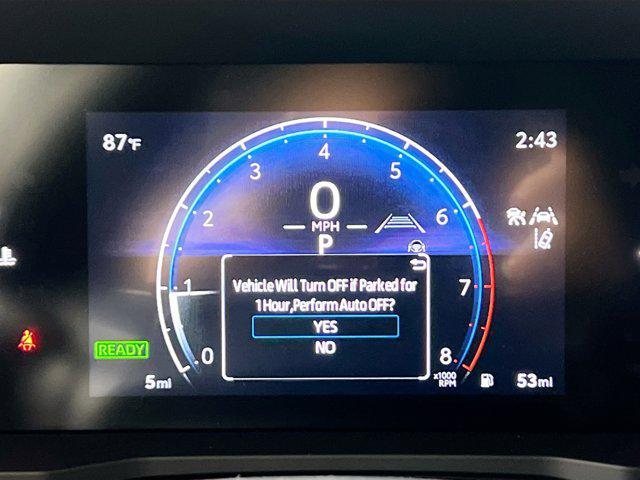 87°F
2:43
4
3
5
2
6
1
7
0
8
0
MPH
P
Vehicle Will Turn OFF if Parked for
1 Hour,Perform Auto OFF?
YES
NO
READY
x1000
RPM
5mi
53mi